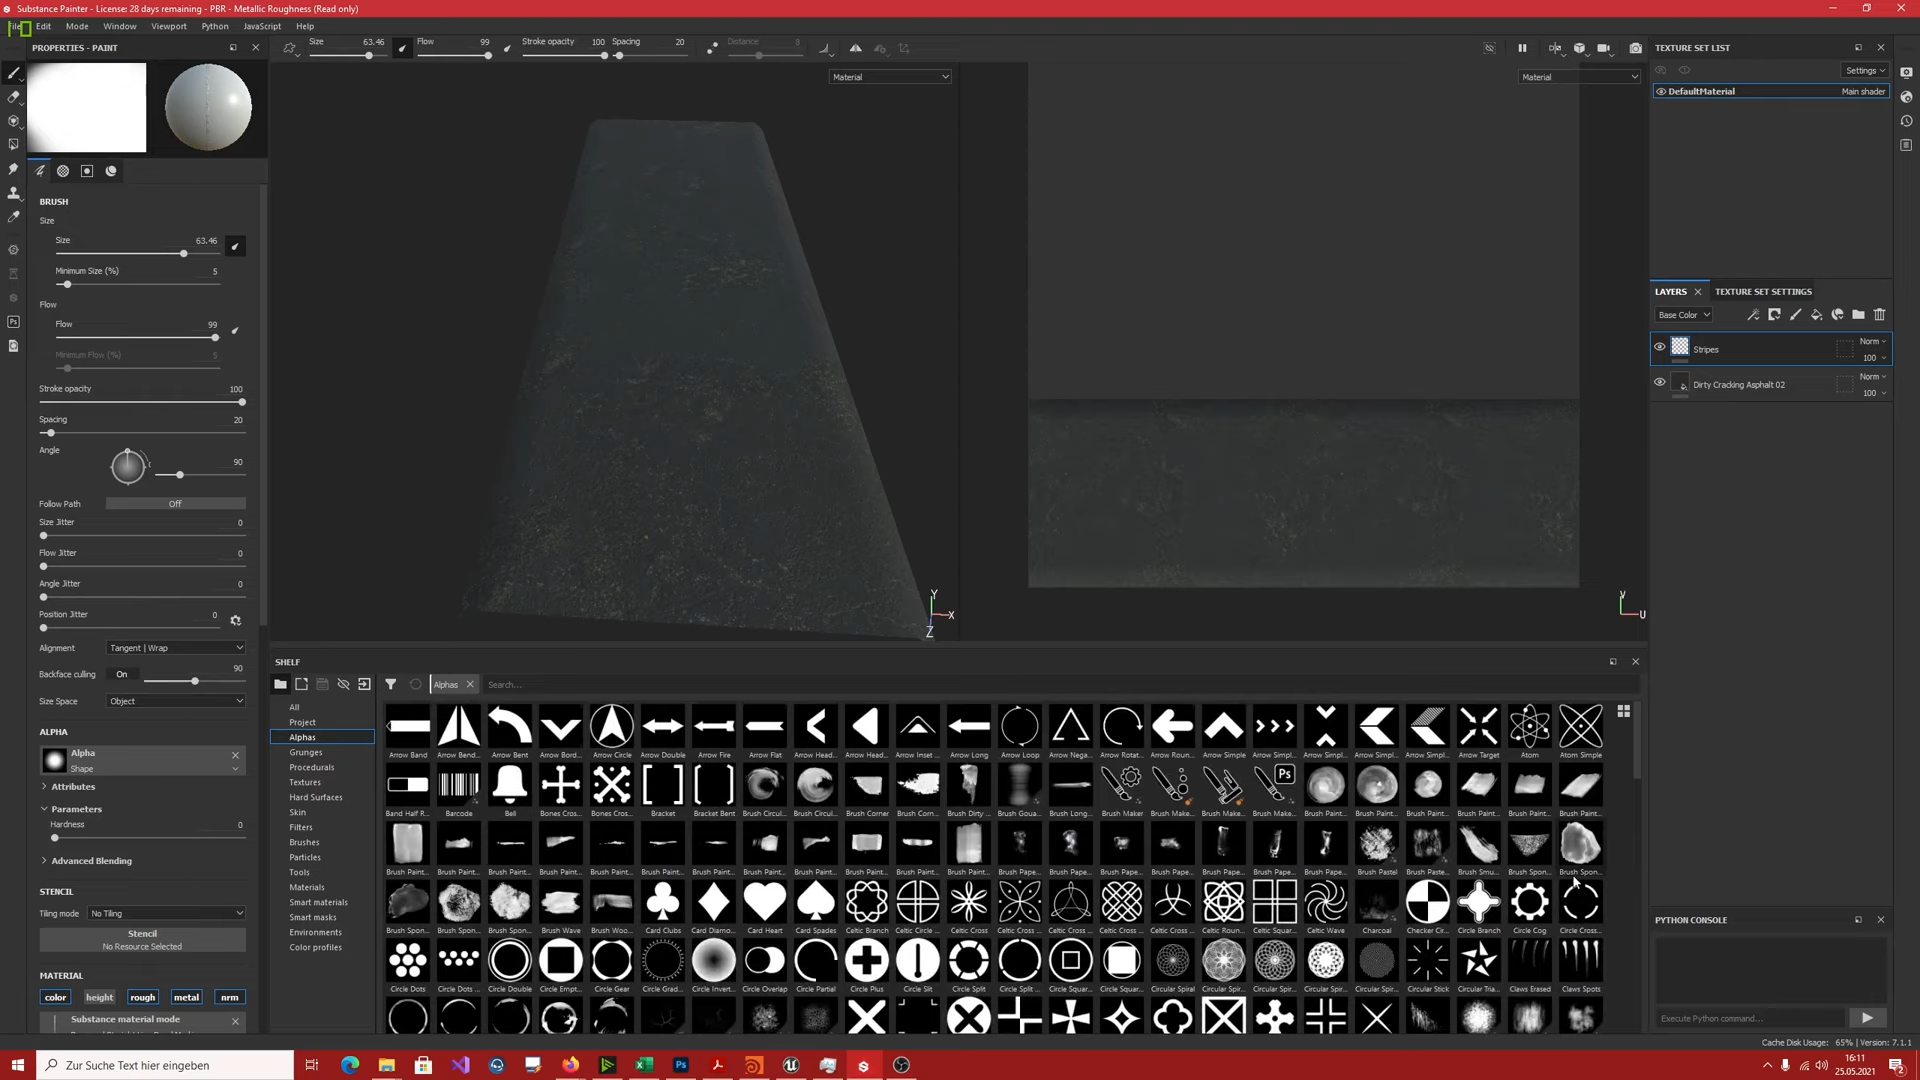 Substance Painter - License: 28 days remaining - PBR - Metallic Roughness (Read only)
File Edit Mode Window Viewport Python JavaScript Help
PROPERTIES - PAINT
Size 63.46 Flow 99 Stroke opacity 100 Spacing 20 Distance 8
Material
Material
BRUSH
Size
Size 63.46
Minimum Size (%) 5
Flow
Flow 99
Minimum Flow (%) 5
Stroke opacity 100
Spacing 20
Angle
90
Follow Path Off
Size Jitter 0
Flow Jitter 0
Angle Jitter 0
Position Jitter 0
Alignment Tangent | Wrap
Backface culling On 90
Size Space Object
ALPHA
Alpha
Shape
Attributes
Parameters
Hardness 0
Advanced Blending
STENCIL
Tiling mode No Tiling
Stencil
No Resource Selected
MATERIAL
color height rough metal nrm
Substance material mode
Y
X
Z
V
U
SHELF
Alphas Search...
All
Project
Alphas
Grunges
Procedurals
Textures
Hard Surfaces
Skin
Filters
Brushes
Particles
Tools
Materials
Smart materials
Smart masks
Environments
Color profiles
Arrow Band Arrow Bend... Arrow Bent Arrow Bord... Arrow Circle Arrow Double Arrow Fire Arrow Flat Arrow Head... Arrow Head... Arrow Inset ... Arrow Long Arrow Loop Arrow Nega... Arrow Rotat... Arrow Roun... Arrow Simple Arrow Simpl... Arrow Simpl... Arrow Simpl... Arrow Simpl... Arrow Target Atom Atom Simple
Ps
Band Half R... Barcode Bell Bones Cros... Bones Cros... Bracket Bracket Bent Brush Circul... Brush Circul... Brush Corner Brush Corn... Brush Dirty ... Brush Goua... Brush Long... Brush Maker Brush Make... Brush Make... Brush Make... Brush Paint... Brush Paint... Brush Paint... Brush Paint... Brush Paint... Brush Paint...
Brush Paint... Brush Paint... Brush Paint... Brush Paint... Brush Paint... Brush Paint... Brush Paint... Brush Paint... Brush Paint... Brush Paint... Brush Paint... Brush Paint... Brush Pape... Brush Pape... Brush Pape... Brush Pape... Brush Pape... Brush Pape... Brush Pape... Brush Pastel Brush Paste... Brush Smu... Brush Spon... Brush Spon...
Brush Spon... Brush Spon... Brush Spon... Brush Wave Brush Woo... Card Clubs Card Diamo... Card Heart Card Spades Celtic Branch Celtic Circle ... Celtic Cross Celtic Cross ... Celtic Cross ... Celtic Cross ... Celtic Cross ... Celtic Roun... Celtic Squar... Celtic Wave Charcoal Checker Cir... Circle Branch Circle Cog Circle Cross...
Circle Dots Circle Dots ... Circle Double Circle Empt... Circle Gear Circle Grad... Circle Invert... Circle Overlap Circle Partial Circle Plus Circle Slit Circle Split Circle Split ... Circle Squar... Circle Squar... Circular Spiral Circular Spir... Circular Spir... Circular Spir... Circular Spir... Circular Stick Circular Tria... Claws Erased Claws Spots
TEXTURE SET LIST
Settings
DefaultMaterial Main shader
LAYERS TEXTURE SET SETTINGS
Base Color
Stripes Norm
100
Dirty Cracking Asphalt 02 Norm
100
PYTHON CONSOLE
Execute Python command...
Cache Disk Usage: 65% | Version: 7.1.1
Zur Suche Text hier eingeben
16:11
25.05.2021